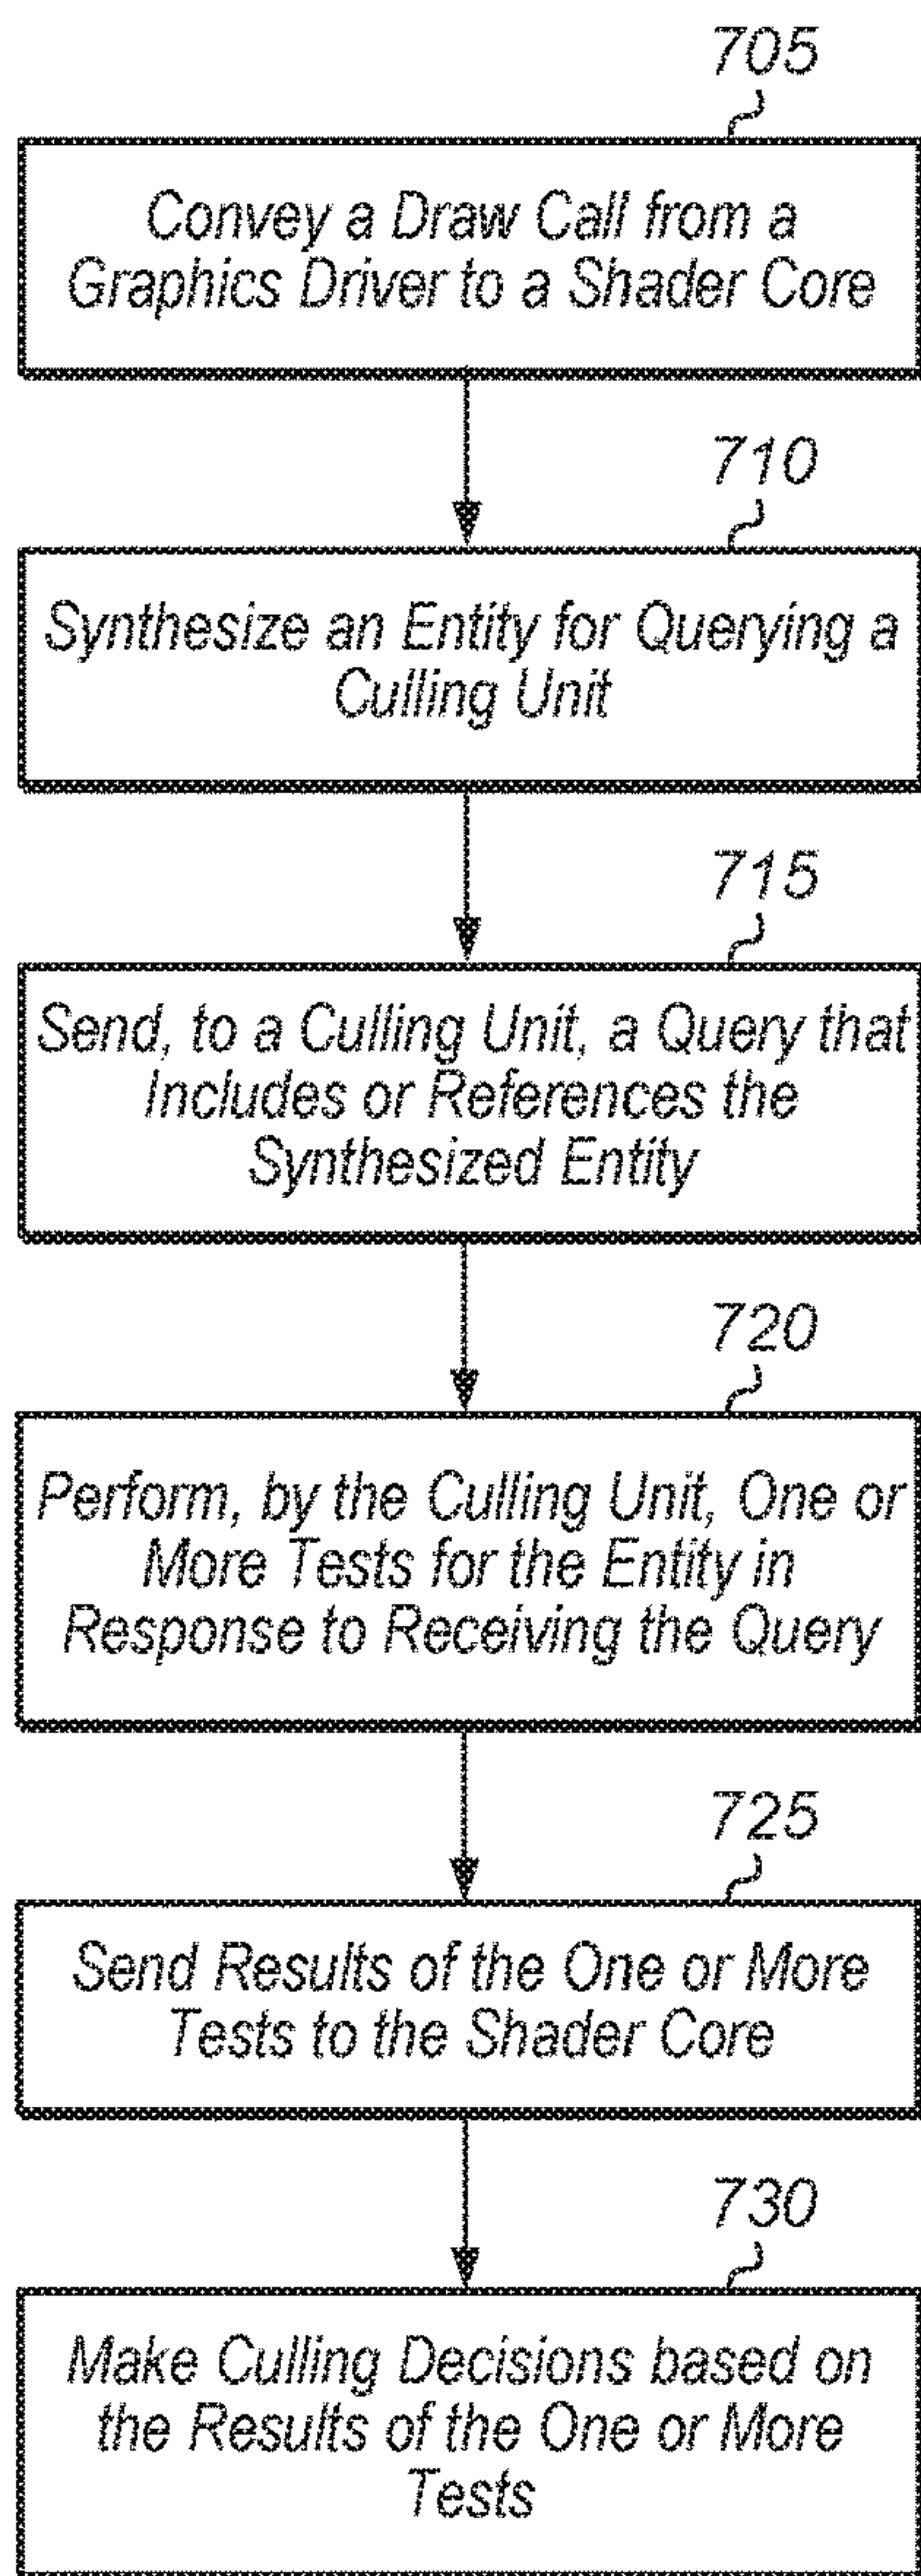 705
Convey a Draw Call from a
Graphics Driver to a Shader Core
710
Synthesize an Entity for Querying a
Culling Unit
715
Send, to a Culling Unit, a Query that
Includes or References the
Synthesized Entity
720
Perform, by the Culling Unit, One or
More Tests for the Entity in
Response to Receiving the Query
725
Send Results of the One or More
Tests to the Shader Core
730
Make Culling Decisions based on
the Results of the One or More
Tests